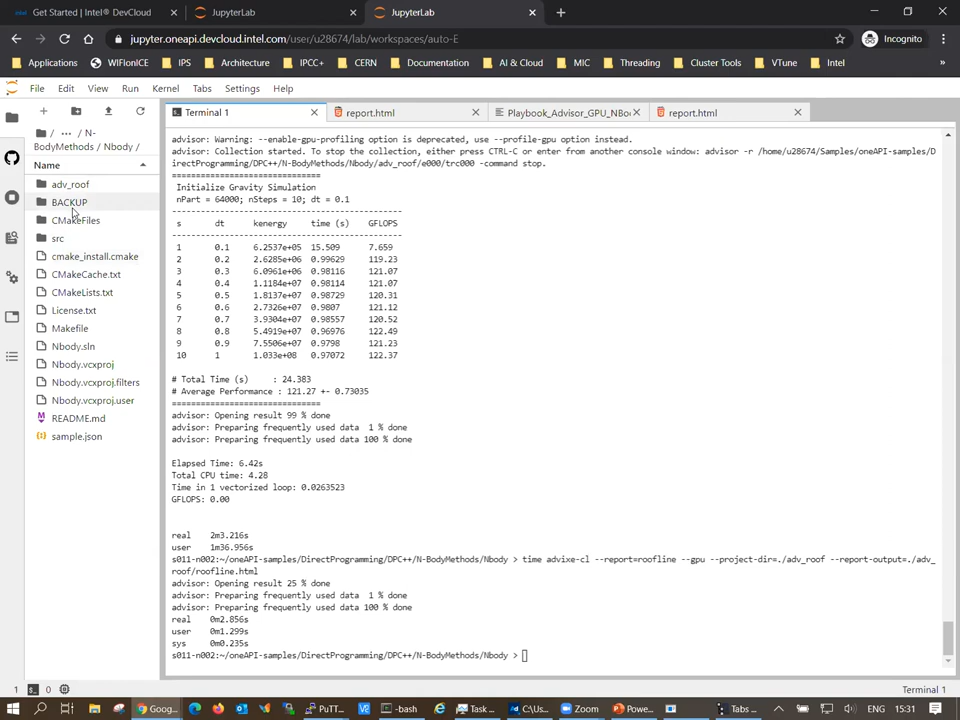 Get Started | Intel® DevCloud
JupyterLab
JupyterLab
jupyter.oneapi.devcloud.intel.com/user/u28674/lab/workspaces/auto-E
Incognito
Applications
WIFIonICE
IPS
Architecture
IPCC+
CERN
Documentation
AI & Cloud
MIC
Threading
Cluster Tools
VTune
Intel
File
Edit
View
Run
Kernel
Tabs
Settings
Help
Terminal 1
report.html
Playbook_Advisor_GPU_NBo
report.html
/ ... / N-
BodyMethods / Nbody /
Name
adv_roof
BACKUP
CMakeFiles
src
cmake_install.cmake
CMakeCache.txt
CMakeLists.txt
License.txt
Makefile
Nbody.sln
Nbody.vcxproj
Nbody.vcxproj.filters
Nbody.vcxproj.user
README.md
sample.json
advisor: Warning: --enable-gpu-profiling option is deprecated, use --profile-gpu option instead.
advisor: Collection started. To stop the collection, either press CTRL-C or enter from another console window: advisor -r /home/u28674/Samples/oneAPI-samples/D
irectProgramming/DPC++/N-BodyMethods/Nbody/adv_roof/e000/trc000 -command stop.
===============================
Initialize Gravity Simulation
nPart = 64000; nSteps = 10; dt = 0.1
------------------------------------------------
s dt kenergy time (s) GFLOPS
------------------------------------------------
1 0.1 6.2537e+05 15.509 7.659
2 0.2 2.6285e+06 0.99629 119.23
3 0.3 6.0961e+06 0.98116 121.07
4 0.4 1.1184e+07 0.98114 121.07
5 0.5 1.8137e+07 0.98729 120.31
6 0.6 2.7326e+07 0.9807 121.12
7 0.7 3.9304e+07 0.98557 120.52
8 0.8 5.4919e+07 0.96976 122.49
9 0.9 7.5506e+07 0.9798 121.23
10 1 1.033e+08 0.97072 122.37
# Total Time (s) : 24.383
# Average Performance : 121.27 +- 0.73035
===============================
advisor: Opening result 99 % done
advisor: Preparing frequently used data 1 % done
advisor: Preparing frequently used data 100 % done
Elapsed Time: 6.42s
Total CPU time: 4.28
Time in 1 vectorized loop: 0.0263523
GFLOPS: 0.00
real 2m3.216s
user 1m36.956s
s011-n002:~/oneAPI-samples/DirectProgramming/DPC++/N-BodyMethods/Nbody > time advixe-cl --report=roofline --gpu --project-dir=./adv_roof --report-output=./adv_
roof/roofline.html
advisor: Opening result 25 % done
advisor: Preparing frequently used data 1 % done
advisor: Preparing frequently used data 100 % done
real 0m2.856s
user 0m1.299s
sys 0m0.235s
s011-n002:~/oneAPI-samples/DirectProgramming/DPC++/N-BodyMethods/Nbody >
1
0
Terminal 1
Goog...
PuTT...
-bash
Task ...
C:\Us...
Zoom
Powe...
Tabs ...
ENG
15:31